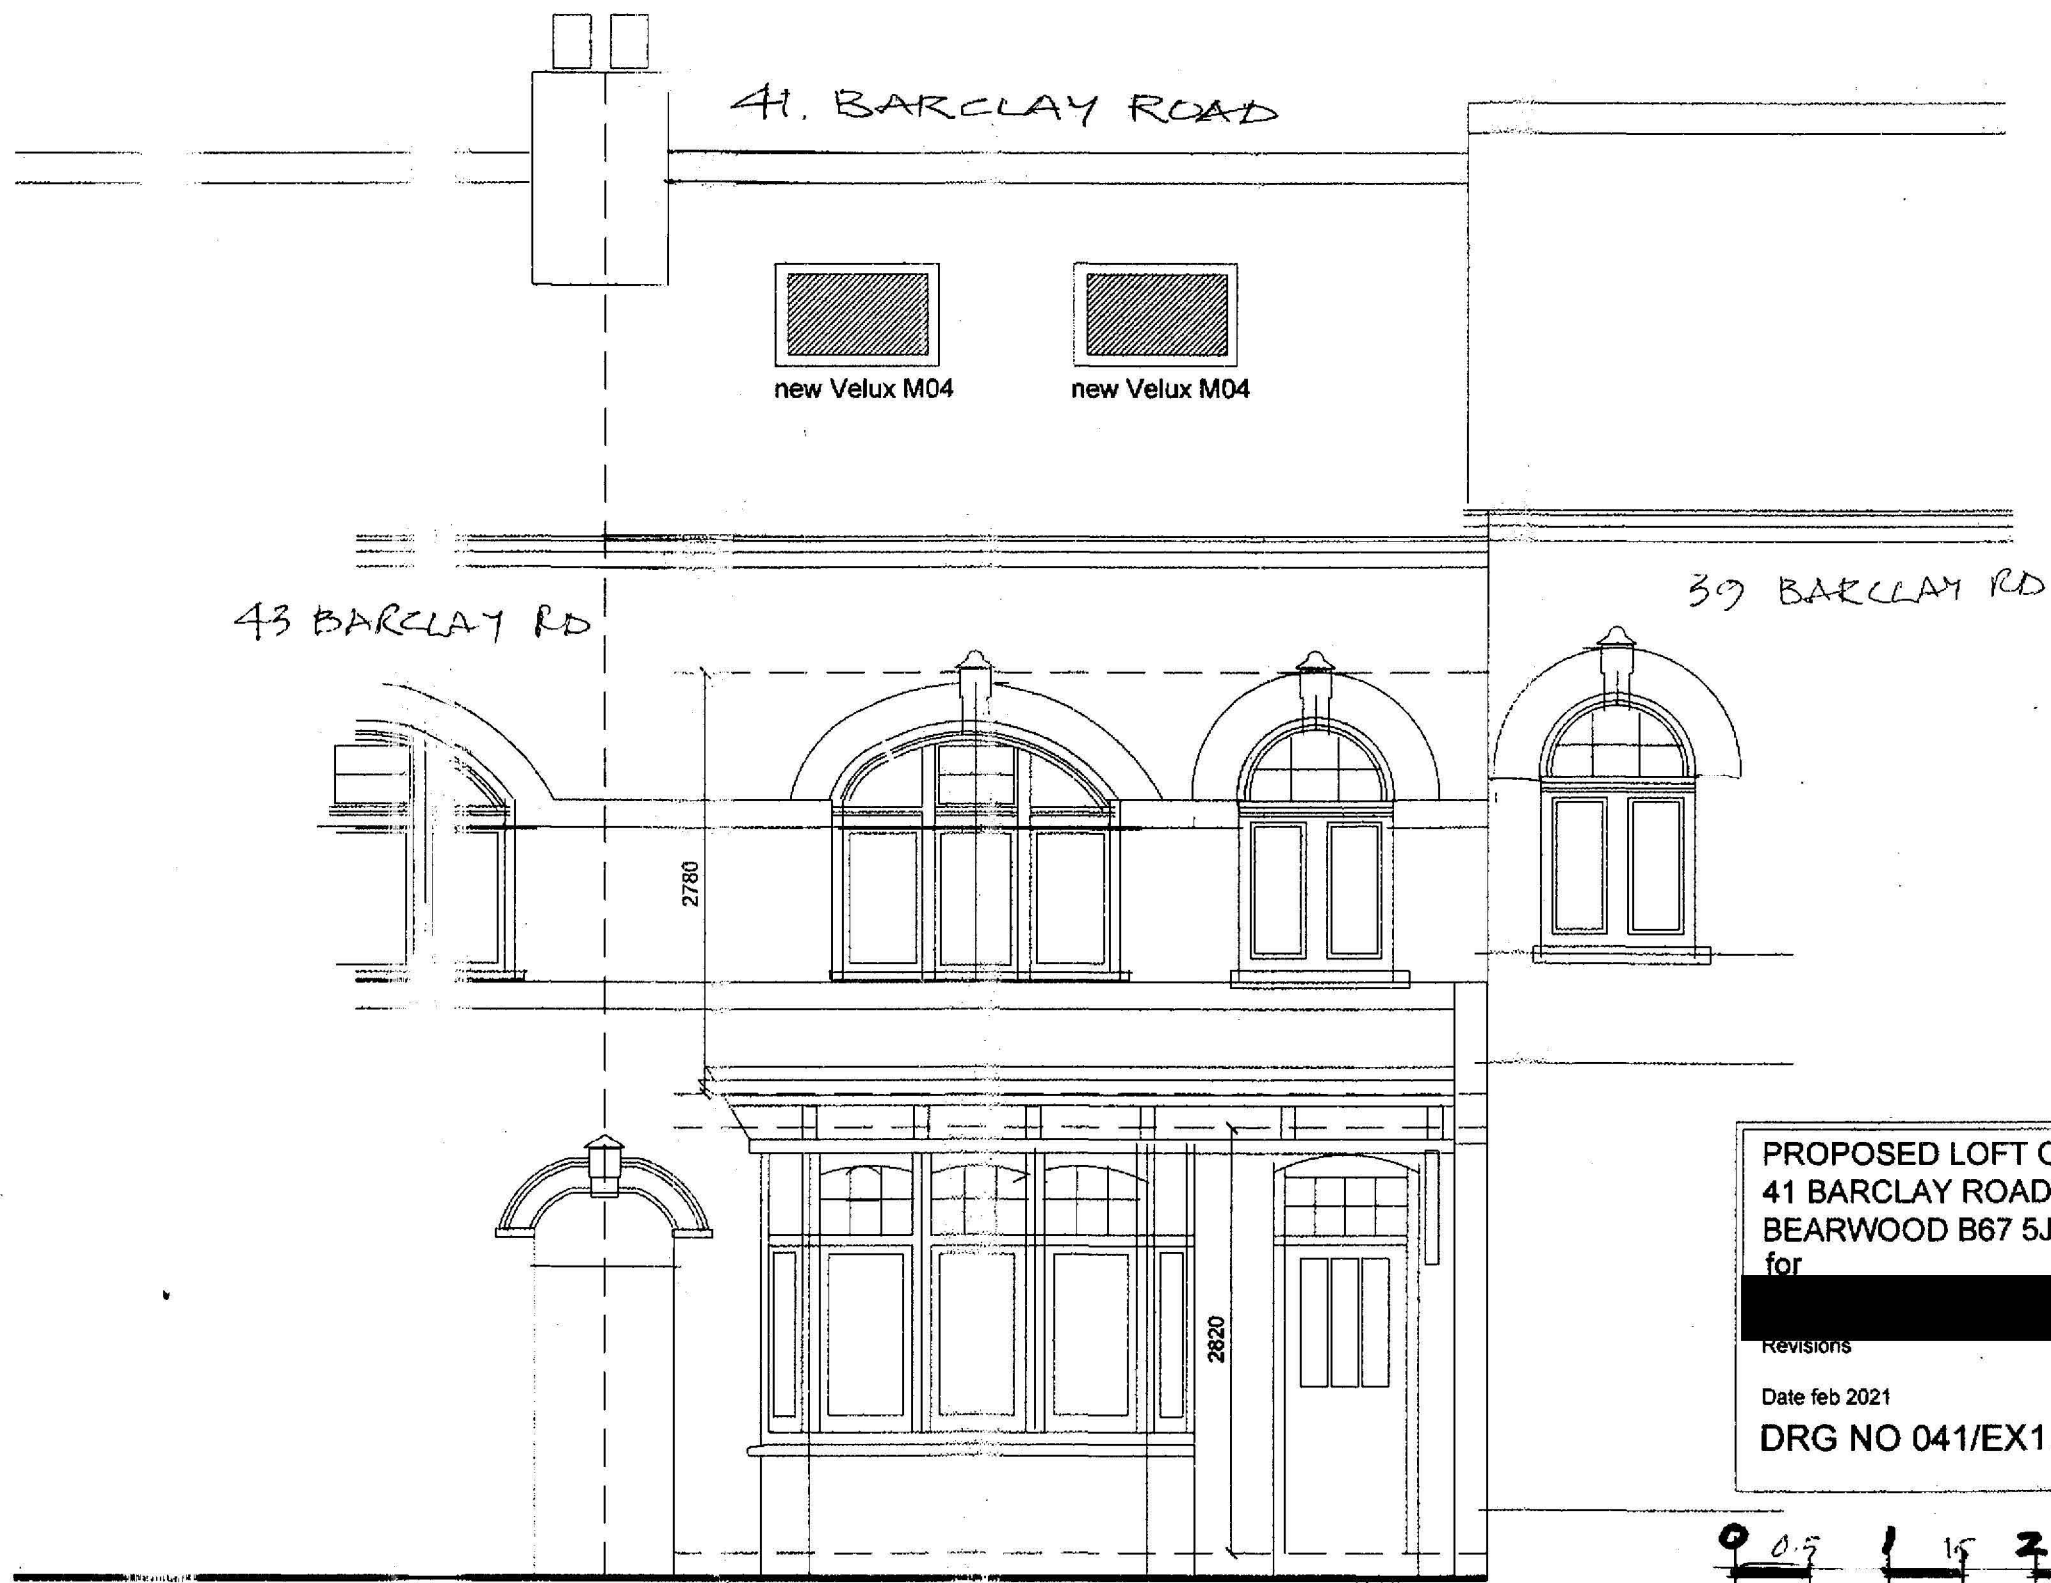 41. BARCLAY ROAD
new Velux M04
new Velux M04
43 BARCLAY RD
39 BARCLAY RD
2780
2820
PROPOSED LOFT C
41 BARCLAY ROAD
BEARWOOD B67 5J
for
Revisions
Date feb 2021
DRG NO 041/EX1
0 0.5 1 1.5 2